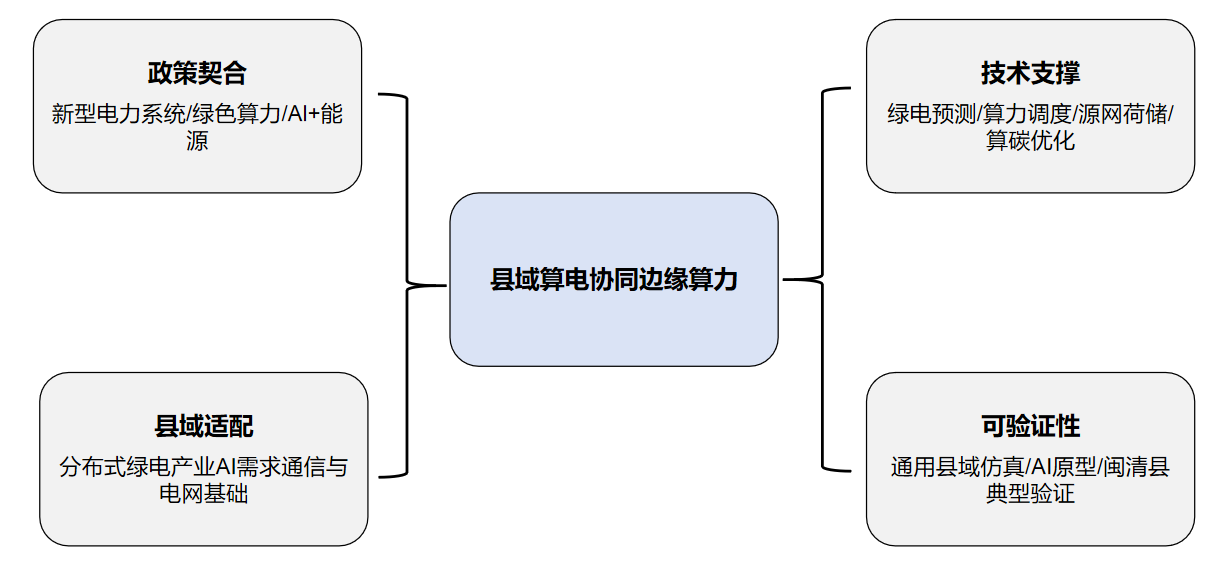 政策契合
新型电力系统/绿色算力/AI+能
源
技术支撑
绿电预测/算力调度/源网荷储/
算碳优化
县域算电协同边缘算力
县域适配
分布式绿电产业AI需求通信与
电网基础
可验证性
通用县域仿真/AI原型/闽清县
典型验证